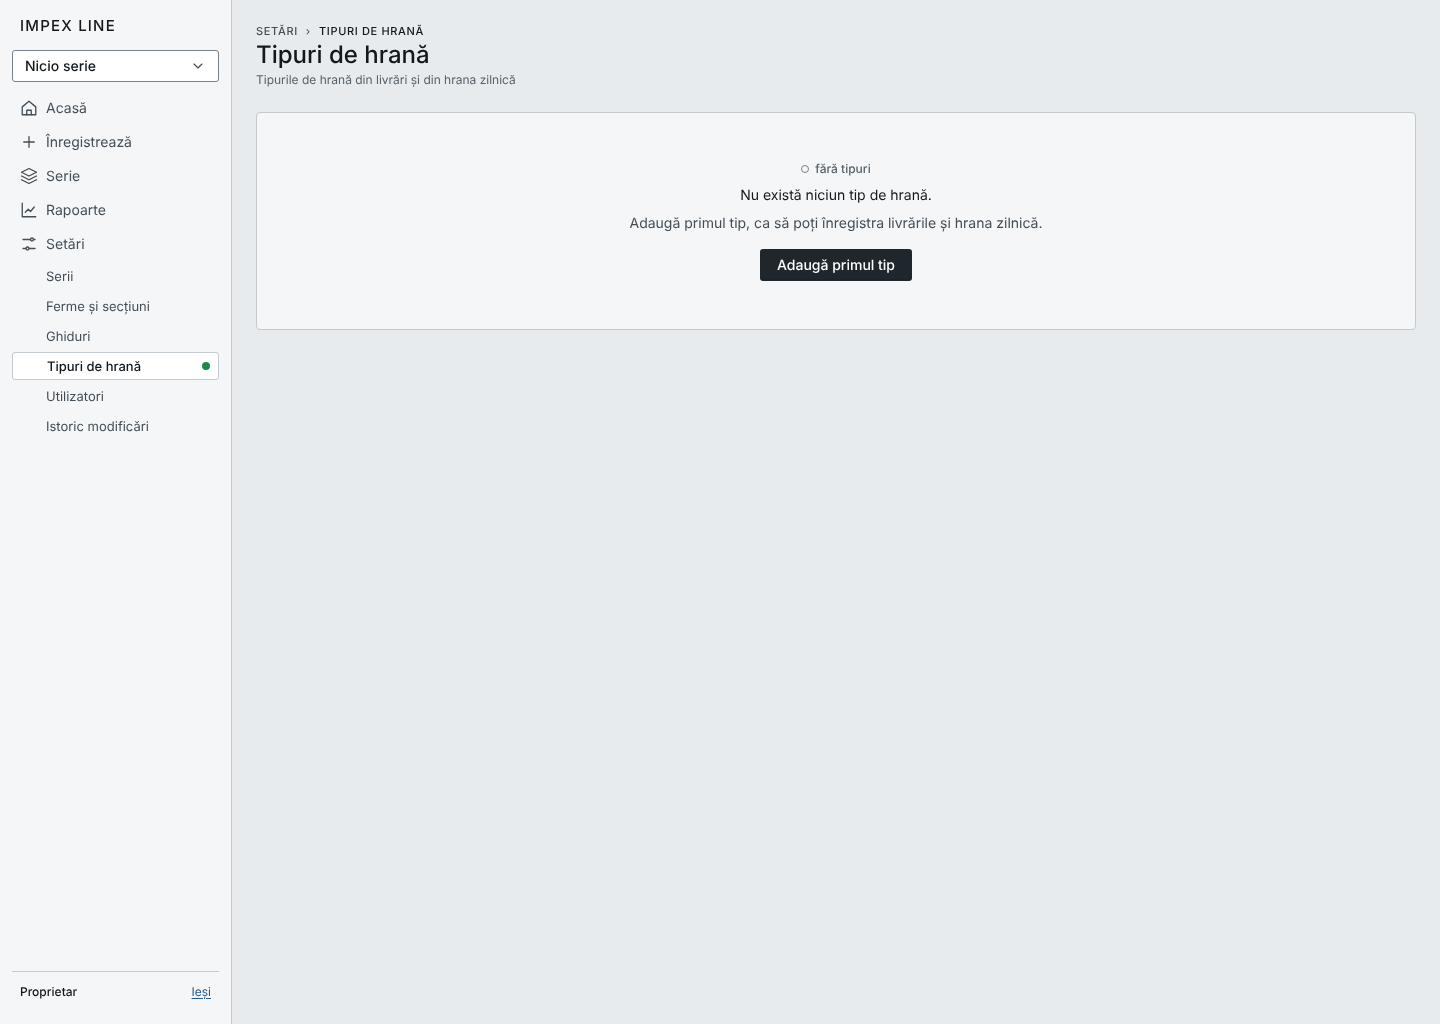 IMPEX LINE
Nicio serie
Acasă
Înregistrează
Serie
Rapoarte
Setări
Serii
Ferme și secțiuni
Ghiduri
Tipuri de hrană
Utilizatori
Istoric modificări
Proprietar
Ieși
SETĂRI › TIPURI DE HRANĂ
Tipuri de hrană
Tipurile de hrană din livrări și din hrana zilnică
fără tipuri
Nu există niciun tip de hrană.
Adaugă primul tip, ca să poți înregistra livrările și hrana zilnică.
Adaugă primul tip